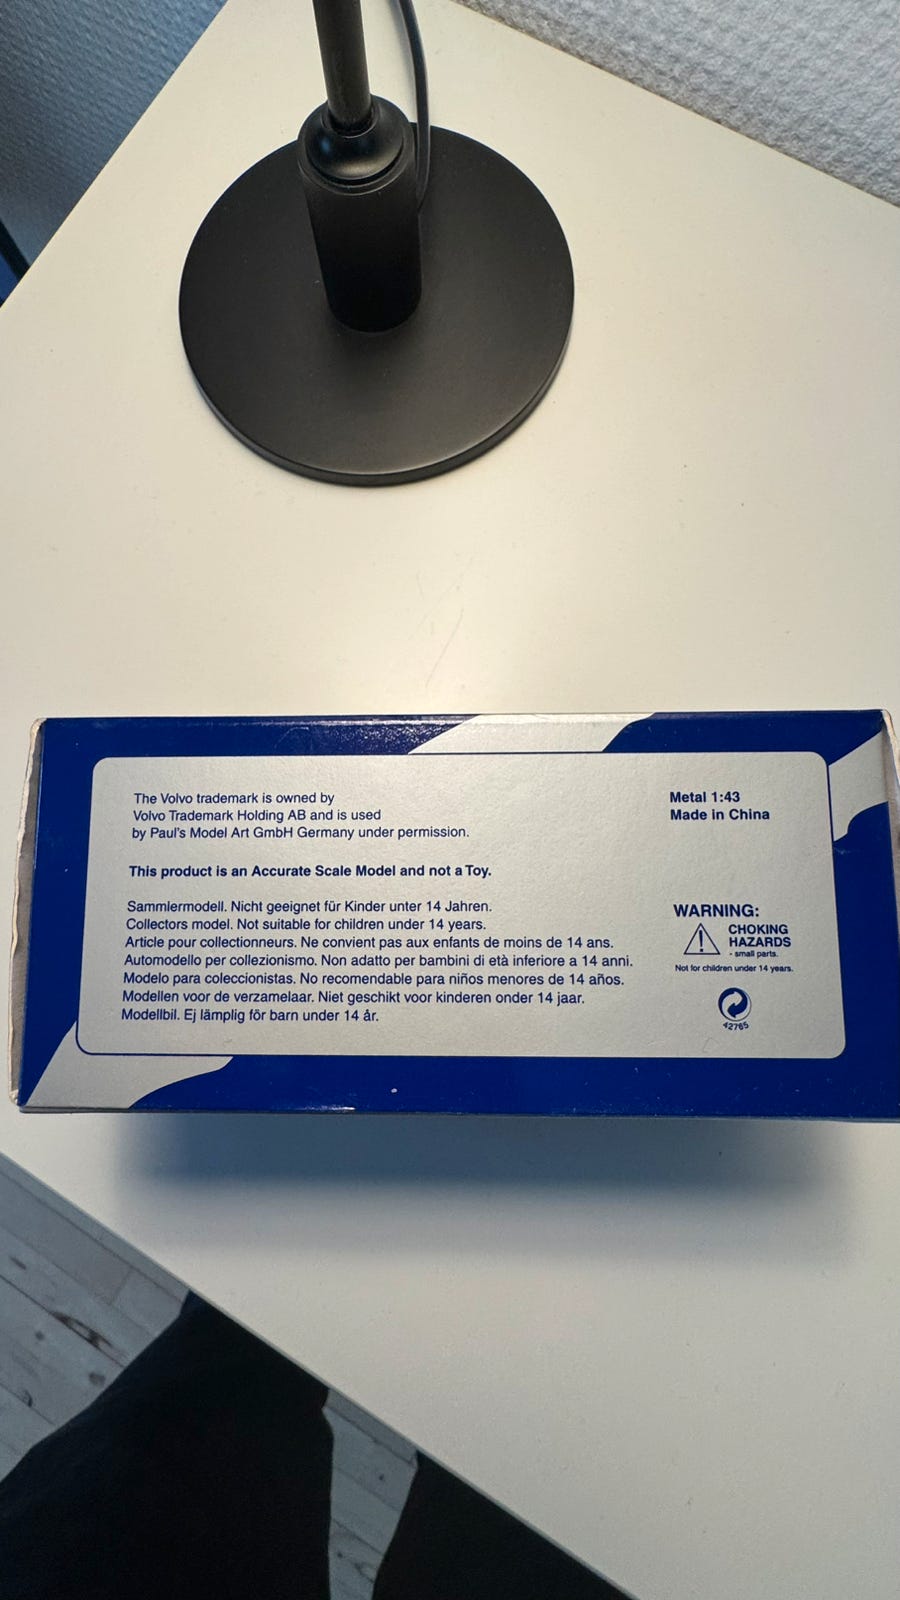 The Volvo trademark is owned by
Volvo Trademark Holding AB and is used
by Paul's Model Art GmbH Germany under permission.
This product is an Accurate Scale Model and not a Toy.
Sammlermodell. Nicht geeignet für Kinder unter 14 Jahren.
Collectors model. Not suitable for children under 14 years.
Article pour collectionneurs. Ne convient pas aux enfants de moins de 14 ans.
Automodello per collezionismo. Non adatto per bambini di età inferiore a 14 anni.
Modelo para coleccionistas. No recomendable para niños menores de 14 años.
Modellen voor de verzamelaar. Niet geschikt voor kinderen onder 14 jaar.
Modellbil. Ej lämplig för barn under 14 år.
Metal 1:43
Made in China
WARNING:
CHOKING
HAZARDS
- small parts.
Not for children under 14 years.
42765